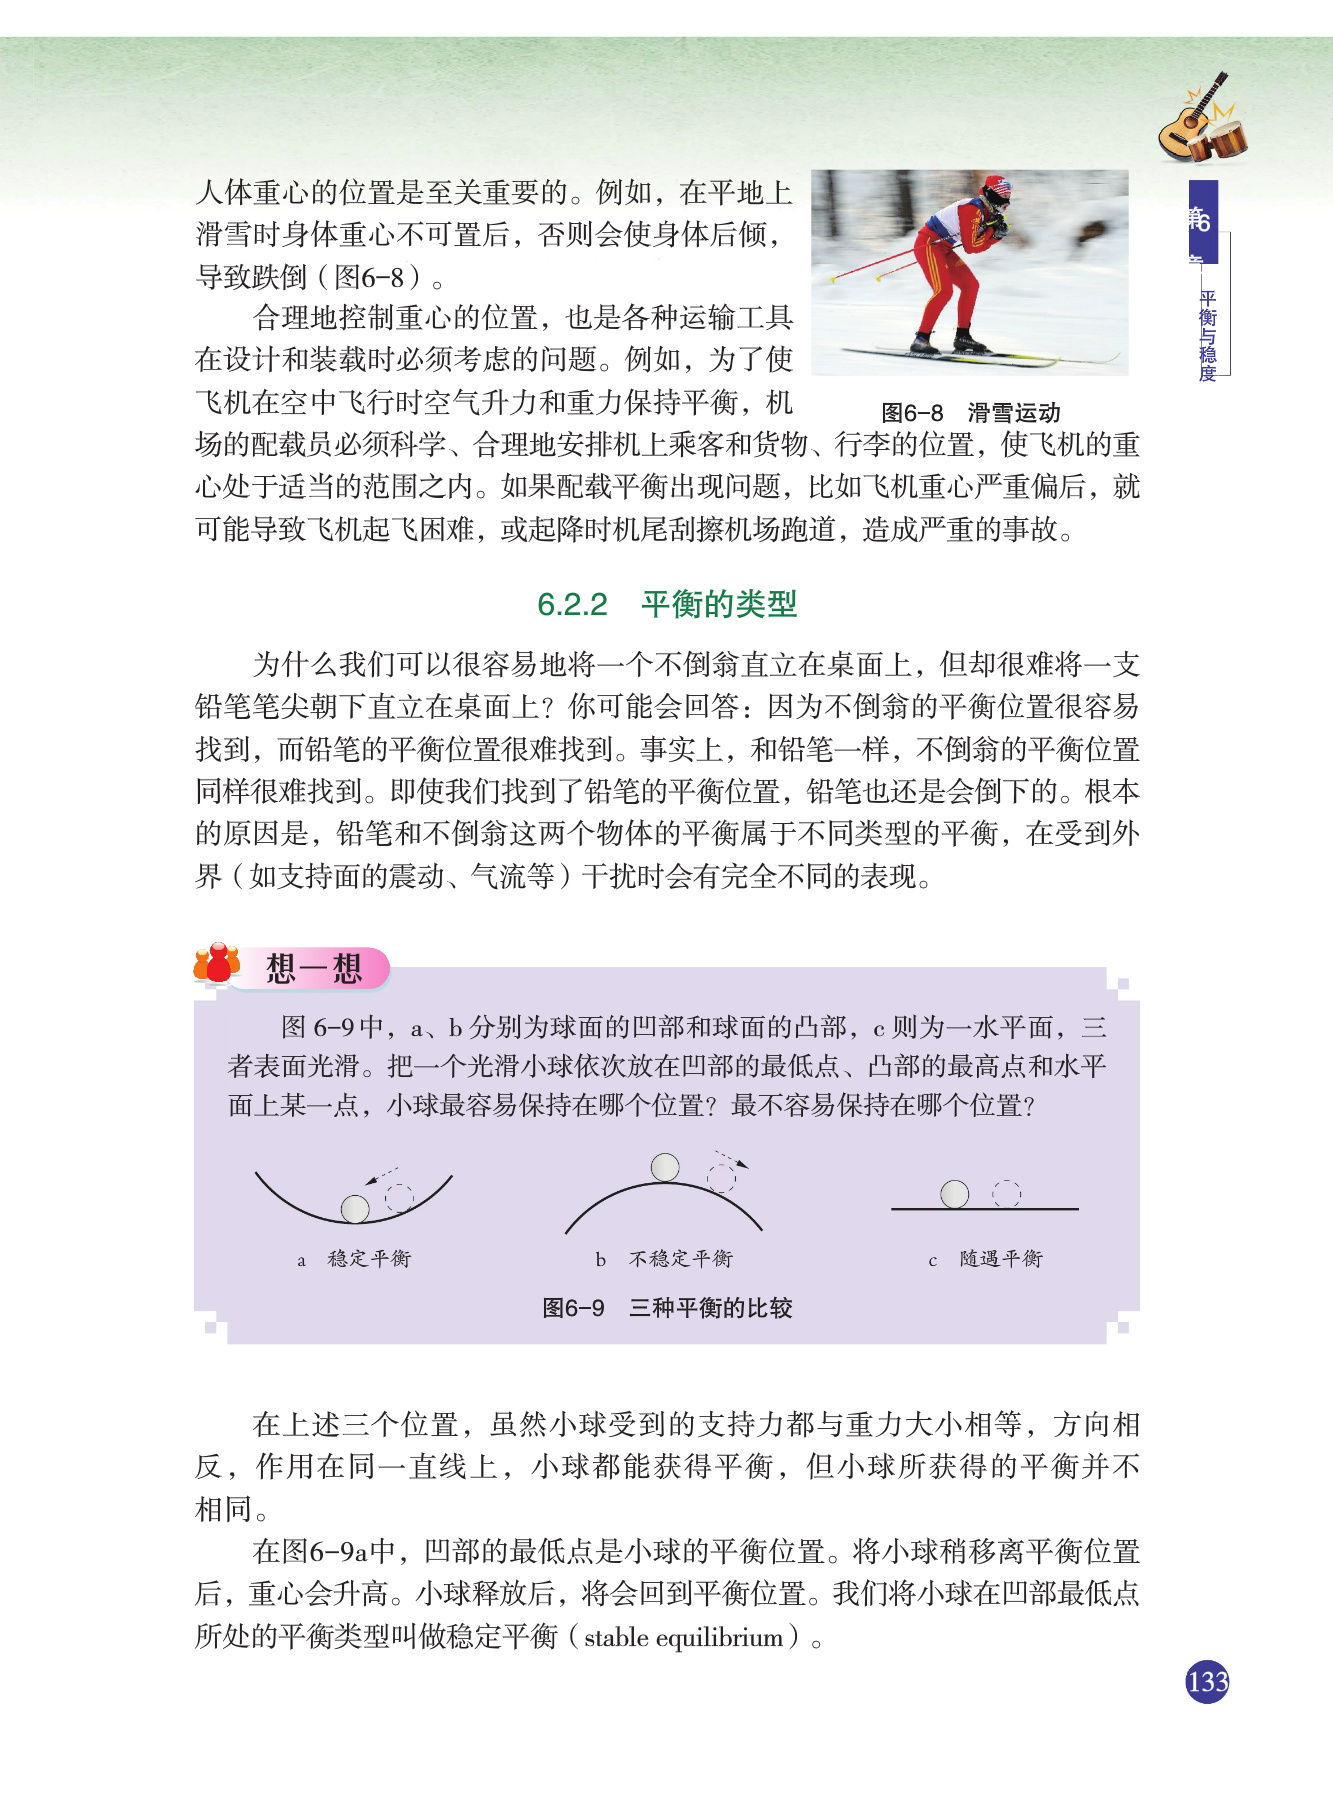 第6章
平衡与稳度
人体重心的位置是至关重要的。例如，在平地上
滑雪时身体重心不可置后，否则会使身体后倾，
导致跌倒（图6-8）。
合理地控制重心的位置，也是各种运输工具
在设计和装载时必须考虑的问题。例如，为了使
飞机在空中飞行时空气升力和重力保持平衡，机
图6-8　滑雪运动
场的配载员必须科学、合理地安排机上乘客和货物、行李的位置，使飞机的重
心处于适当的范围之内。如果配载平衡出现问题，比如飞机重心严重偏后，就
可能导致飞机起飞困难，或起降时机尾刮擦机场跑道，造成严重的事故。
6.2.2　平衡的类型
为什么我们可以很容易地将一个不倒翁直立在桌面上，但却很难将一支
铅笔笔尖朝下直立在桌面上？你可能会回答：因为不倒翁的平衡位置很容易
找到，而铅笔的平衡位置很难找到。事实上，和铅笔一样，不倒翁的平衡位置
同样很难找到。即使我们找到了铅笔的平衡位置，铅笔也还是会倒下的。根本
的原因是，铅笔和不倒翁这两个物体的平衡属于不同类型的平衡，在受到外
界（如支持面的震动、气流等）干扰时会有完全不同的表现。
想一想
图 6-9中，a、b 分别为球面的凹部和球面的凸部，c 则为一水平面，三
者表面光滑。把一个光滑小球依次放在凹部的最低点、凸部的最高点和水平
面上某一点，小球最容易保持在哪个位置？最不容易保持在哪个位置？
a　稳定平衡
b　不稳定平衡
c　随遇平衡
图6-9　三种平衡的比较
在上述三个位置，虽然小球受到的支持力都与重力大小相等，方向相
反，作用在同一直线上，小球都能获得平衡，但小球所获得的平衡并不
相同。
在图6-9a中，凹部的最低点是小球的平衡位置。将小球稍移离平衡位置
后，重心会升高。小球释放后，将会回到平衡位置。我们将小球在凹部最低点
所处的平衡类型叫做稳定平衡（stable equilibrium）。
133